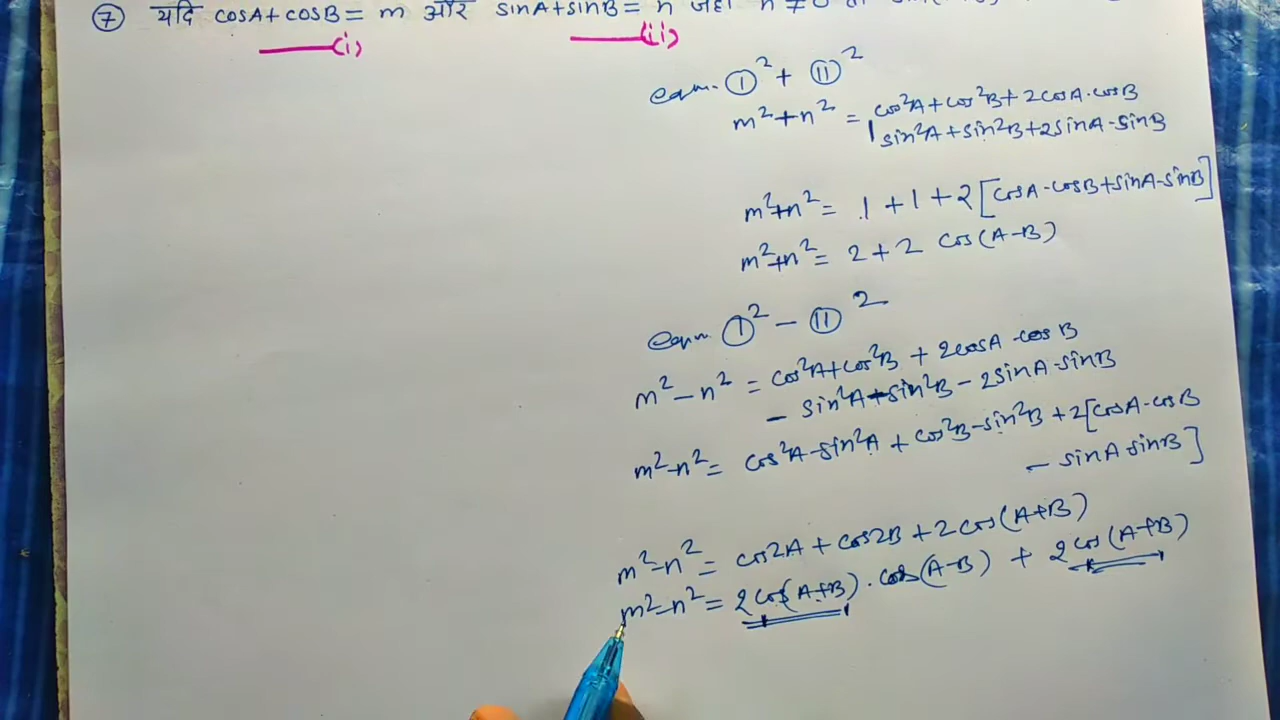 ⑦ यदि cosA+cosB= m और sinA+sinB= n जहाँ n ≠0
(i) (ii)
eqn. ①² + ⑪²
m²+n² = cos²A+cos²B+2cosA·cosB
sin²A+sin²B+2sinA·sinB
m²+n²= 1+1+2[cosA·cosB+sinA·sinB]
m²+n²= 2+2 cos(A-B)
eqn. ①² - ⑪²
m²-n² = cos²A+cos²B + 2cosA·cosB
- sin²A+sin²B-2sinA·sinB
m²-n²= cos²A-sin²A + cos²B-sin²B +2[cosA·cosB
- sinA·sinB]
m²-n² = cos2A+cos2B+2cos(A+B)
m²-n² = 2cos(A+B)·cos(A-B) + 2cos(A+B)